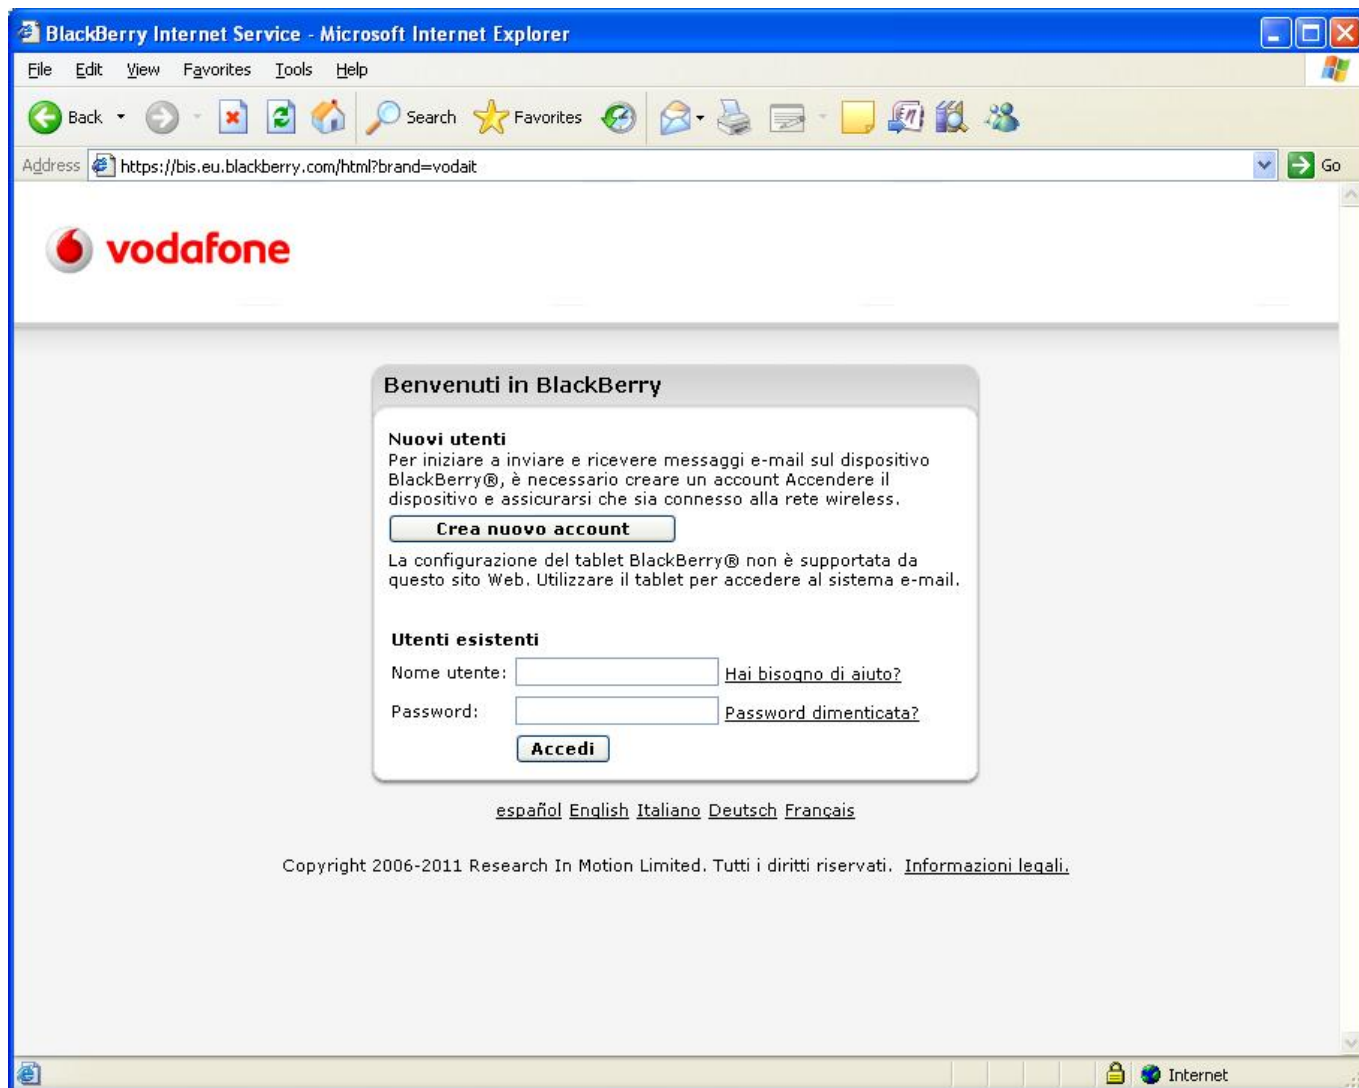 BlackBerry Internet Service - Microsoft Internet Explorer
File Edit View Favorites Tools Help
Back Search Favorites
Address https://bis.eu.blackberry.com/html?brand=vodait Go
vodafone
Benvenuti in BlackBerry
Nuovi utenti
Per iniziare a inviare e ricevere messaggi e-mail sul dispositivo
BlackBerry®, è necessario creare un account Accendere il
dispositivo e assicurarsi che sia connesso alla rete wireless.
Crea nuovo account
La configurazione del tablet BlackBerry® non è supportata da
questo sito Web. Utilizzare il tablet per accedere al sistema e-mail.
Utenti esistenti
Nome utente: Hai bisogno di aiuto?
Password: Password dimenticata?
Accedi
español English Italiano Deutsch Français
Copyright 2006-2011 Research In Motion Limited. Tutti i diritti riservati. Informazioni legali.
Internet